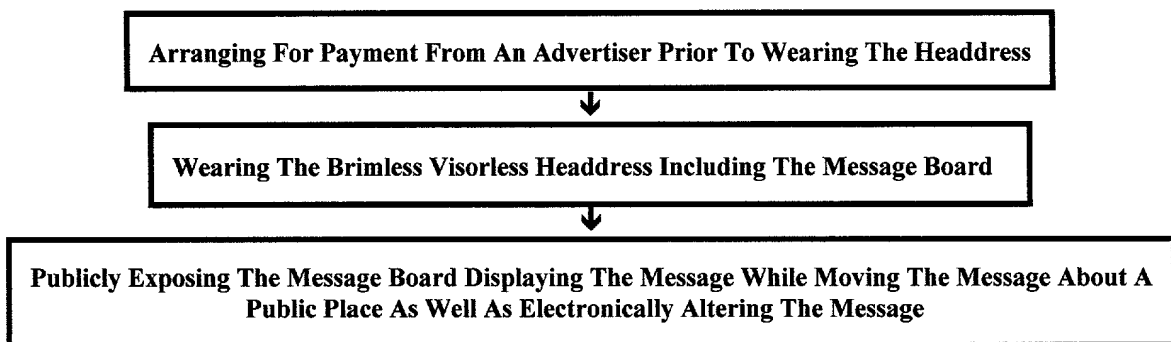 Arranging For Payment From An Advertiser Prior To Wearing The Headdress
Wearing The Brimless Visorless Headdress Including The Message Board
Publicly Exposing The Message Board Displaying The Message While Moving The Message About A
Public Place As Well As Electronically Altering The Message